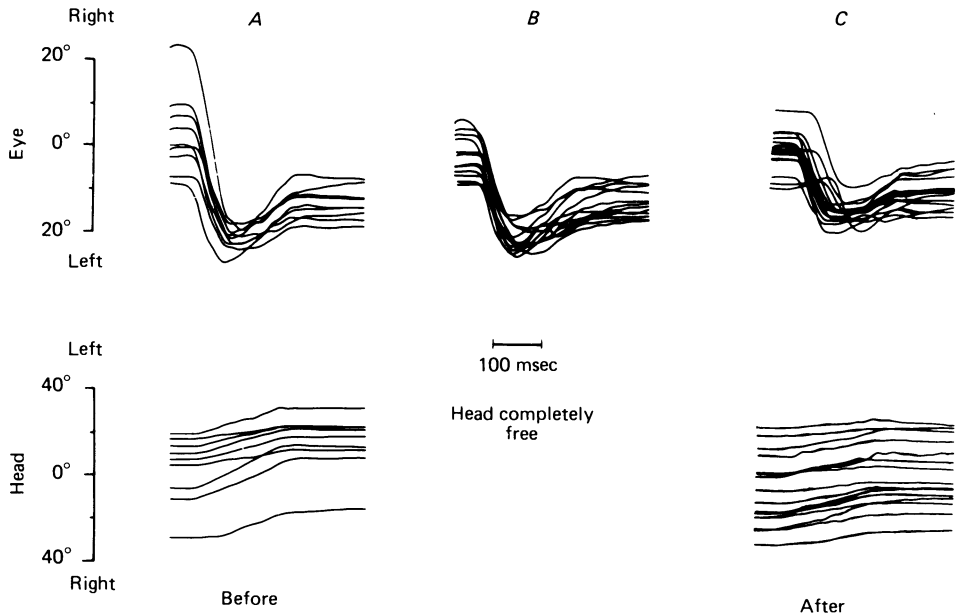 Right
A
B
C
20°
0°
20°
Eye
Left
Left
100 msec
40°
0°
40°
Head
Head completely
free
Right
Before
After